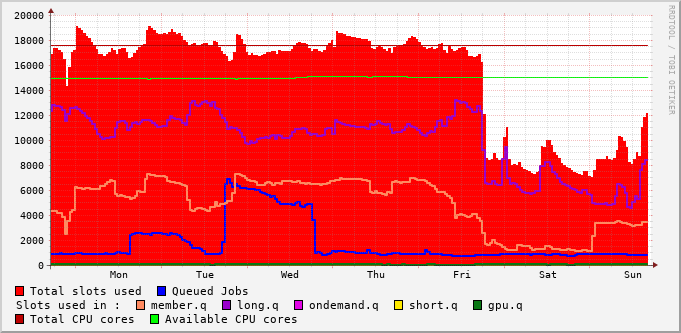 RRDTOOL / TOBI OETIKER
20000
18000
16000
14000
12000
10000
8000
6000
4000
2000
0
Mon Tue Wed Thu Fri Sat Sun
Total slots used Queued Jobs
Slots used in : member.q long.q ondemand.q short.q gpu.q
Total CPU cores Available CPU cores